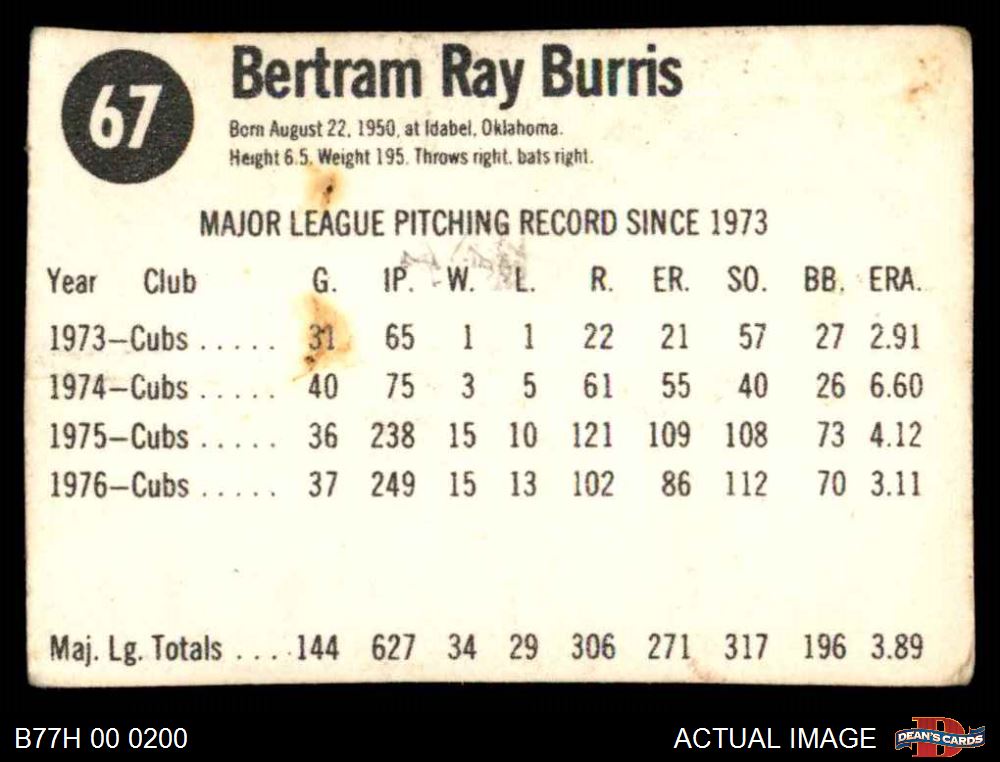 67
Bertram Ray Burris
Born August 22, 1950, at Idabel, Oklahoma.
Height 6.5. Weight 195. Throws right, bats right.
MAJOR LEAGUE PITCHING RECORD SINCE 1973
Year Club G. IP. W. L. R. ER. SO. BB. ERA.
1973—Cubs ..... 31 65 1 1 22 21 57 27 2.91
1974—Cubs ..... 40 75 3 5 61 55 40 26 6.60
1975—Cubs ..... 36 238 15 10 121 109 108 73 4.12
1976—Cubs ..... 37 249 15 13 102 86 112 70 3.11
Maj. Lg. Totals .... 144 627 34 29 306 271 317 196 3.89
B77H 00 0200
ACTUAL IMAGE
D
DEAN'S CARDS